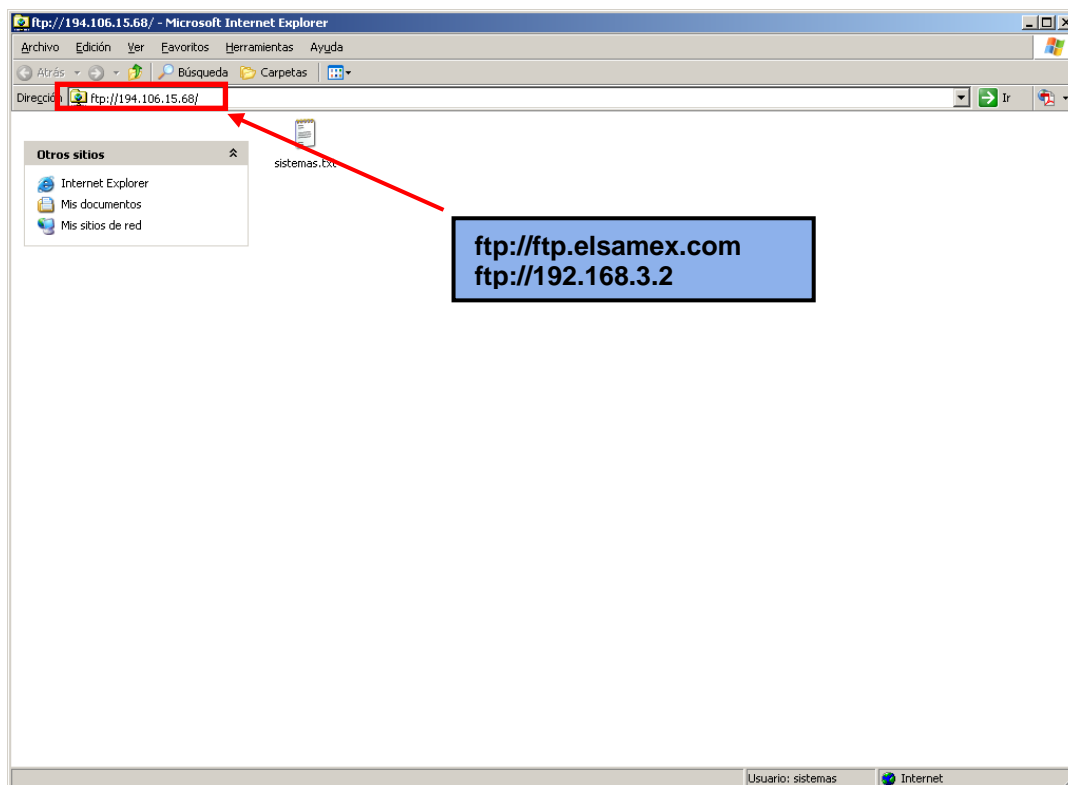 ftp://194.106.15.68/ - Microsoft Internet Explorer
Archivo Edición Ver Favoritos Herramientas Ayuda
Atrás Búsqueda Carpetas
Dirección ftp://194.106.15.68/ Ir
Otros sitios
Internet Explorer
Mis documentos
Mis sitios de red
sistemas.txt
ftp://ftp.elsamex.com
ftp://192.168.3.2
Usuario: sistemas Internet